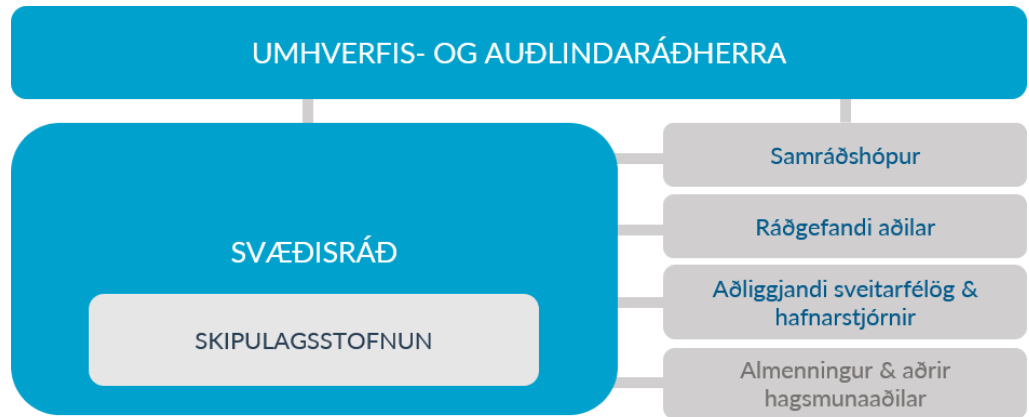 UMHVERFIS- OG AUÐLINDARÁÐHERRA
SVÆÐISRÁÐ
SKIPULAGSSTOFNUN
Samráðshópur
Ráðgefandi aðilar
Aðliggjandi sveitarfélög &
hafnarstjórnir
Almenningur & aðrir
hagsmunaaðilar